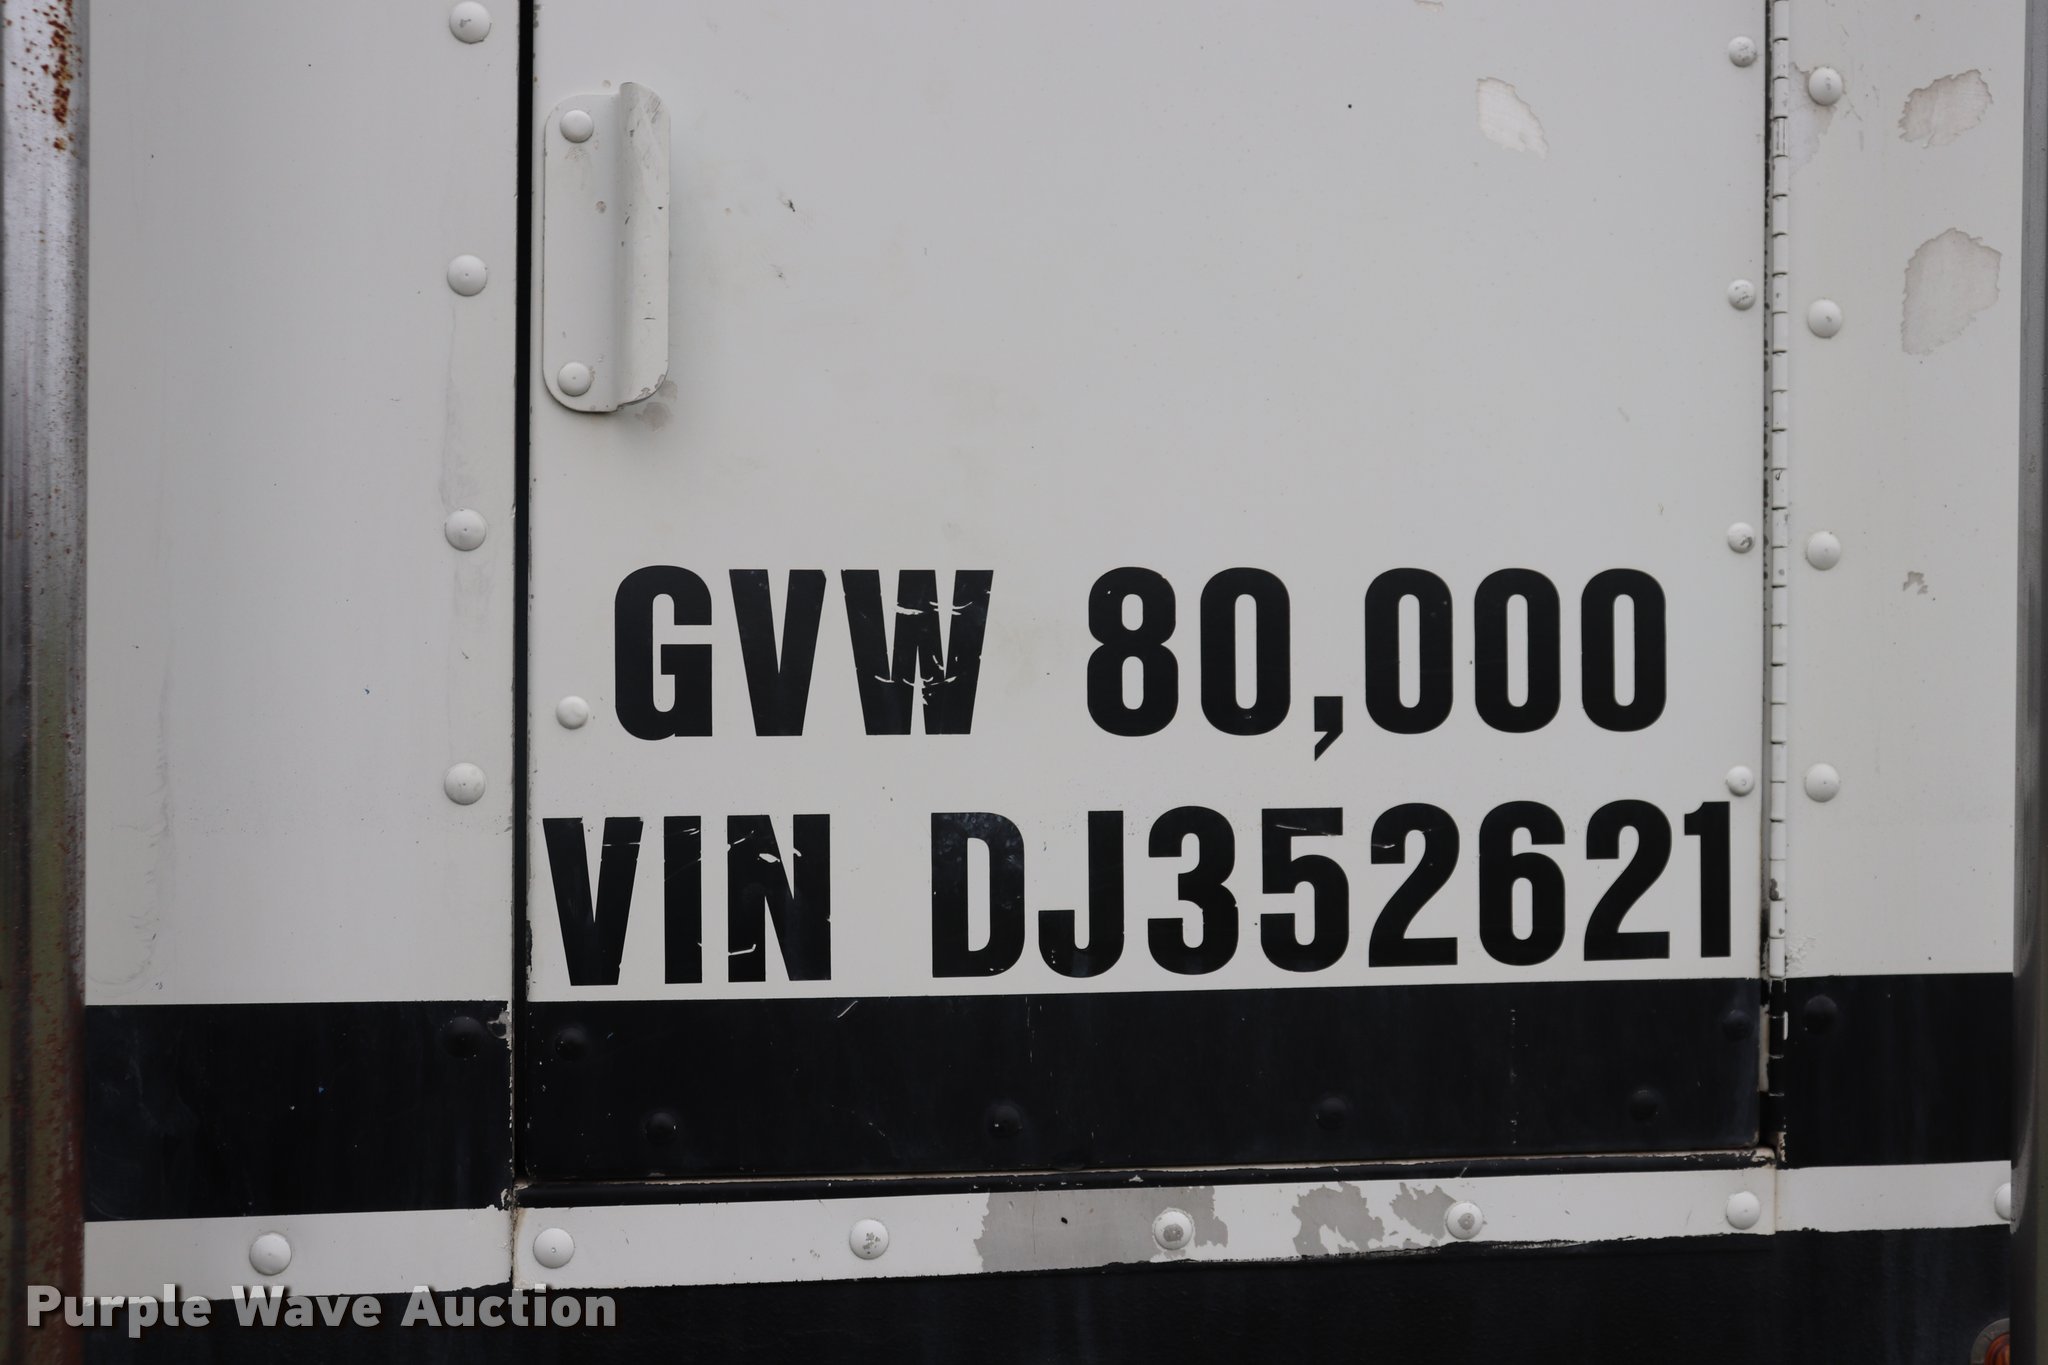 GVW 80,000
VIN DJ352621
Purple Wave Auction